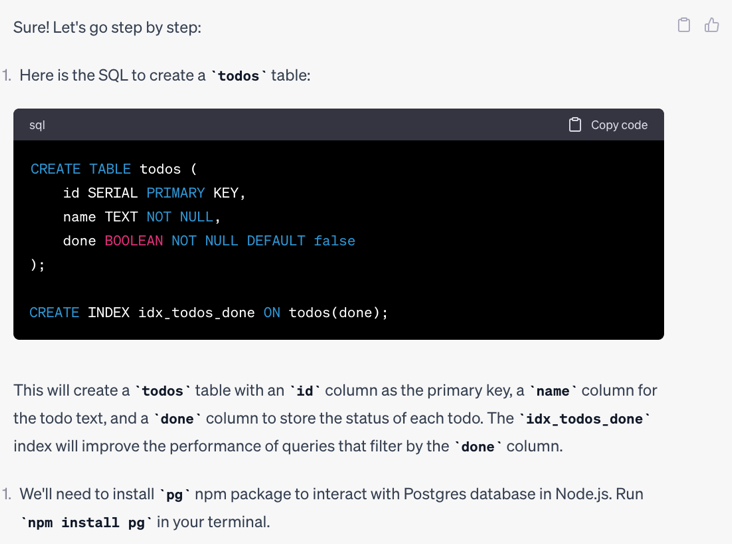 Sure! Let's go step by step:
1. Here is the SQL to create a `todos` table:
sql
Copy code
CREATE TABLE todos (
    id SERIAL PRIMARY KEY,
    name TEXT NOT NULL,
    done BOOLEAN NOT NULL DEFAULT false
);
CREATE INDEX idx_todos_done ON todos(done);
This will create a `todos` table with an `id` column as the primary key, a `name` column for
the todo text, and a `done` column to store the status of each todo. The `idx_todos_done`
index will improve the performance of queries that filter by the `done` column.
1. We'll need to install `pg` npm package to interact with Postgres database in Node.js. Run
`npm install pg` in your terminal.